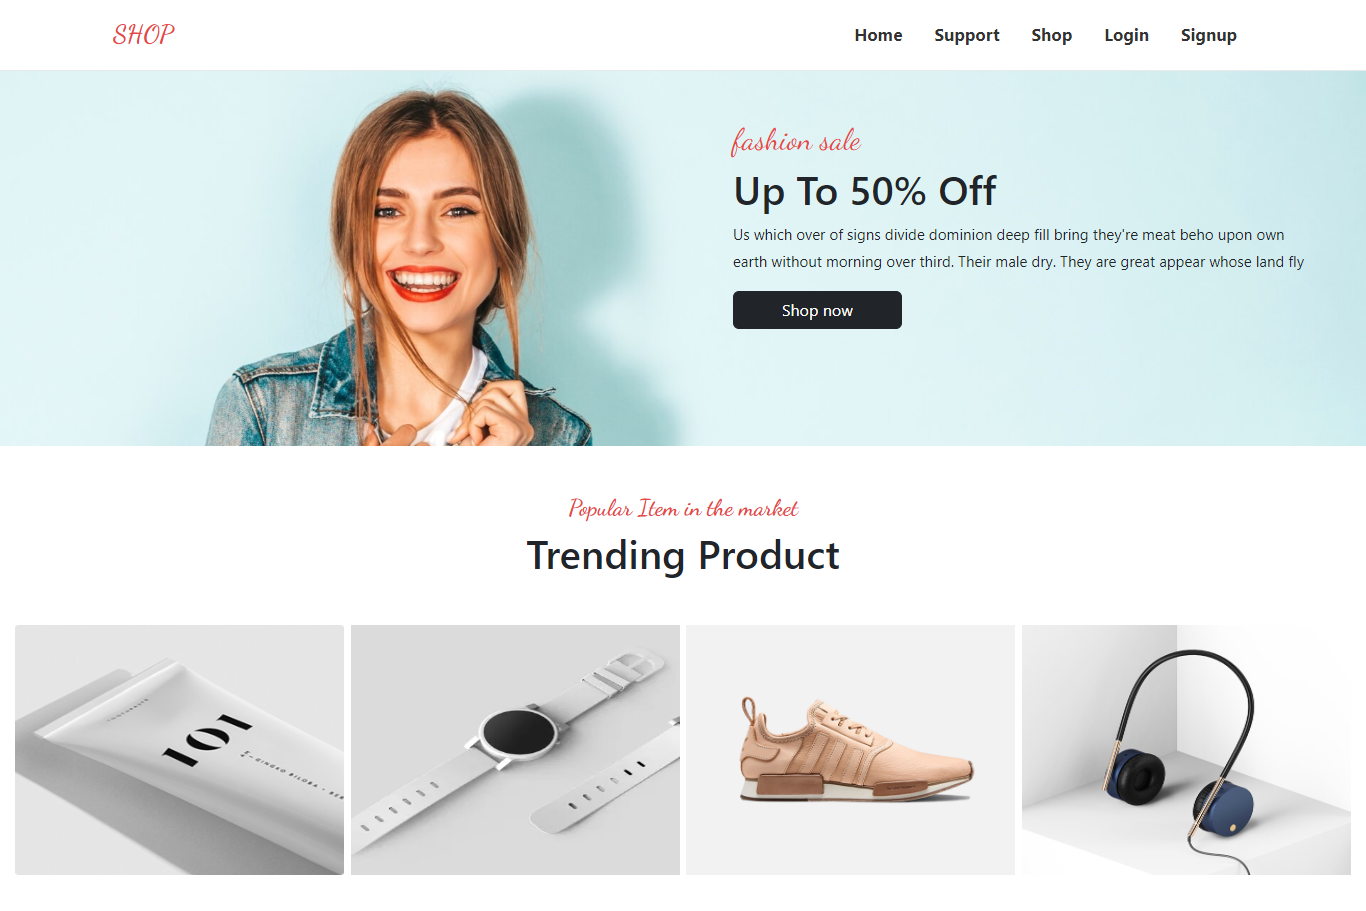 SHOP
Home Support Shop Login Signup
fashion sale
Up To 50% Off
Us which over of signs divide dominion deep fill bring they're meat beho upon own
earth without morning over third. Their male dry. They are great appear whose land fly
Shop now
Popular Item in the market
Trending Product
101